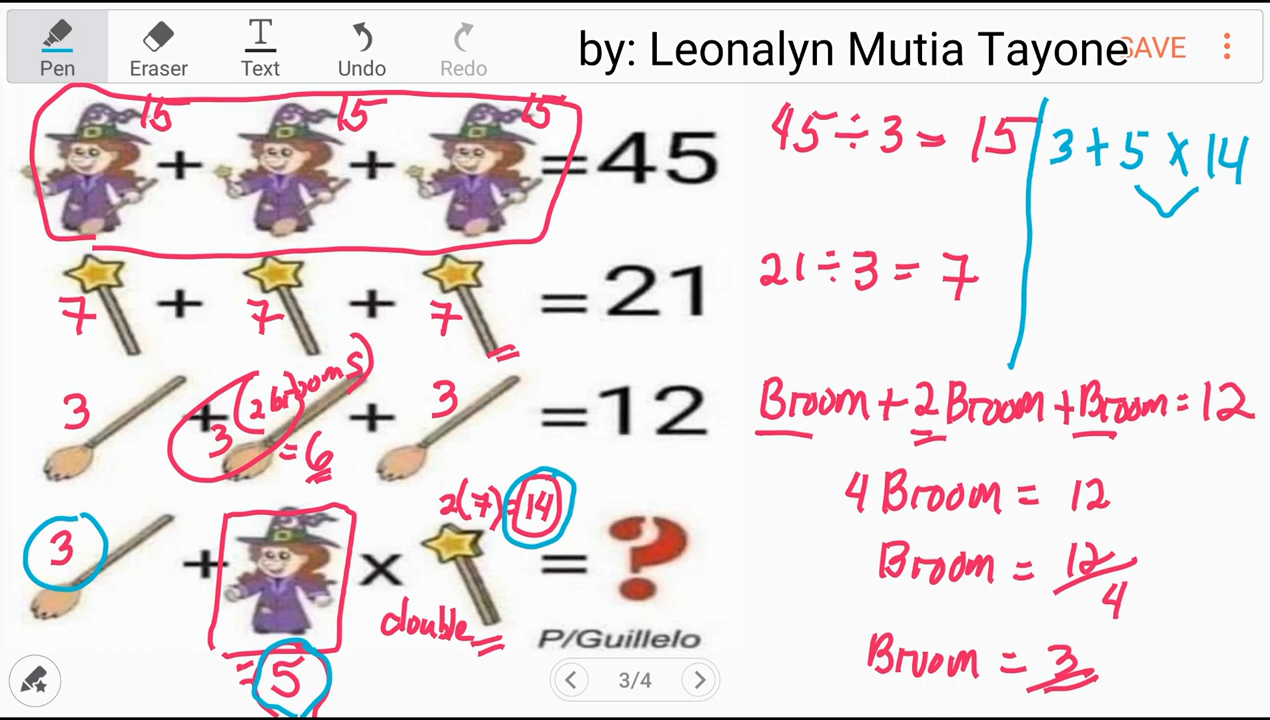 by: Leonalyn Mutia Tayone
SAVE
Pen Eraser Text Undo Redo
15 + 15 + 15 = 45
45 ÷ 3 = 15
3 + 5 x 14
7 + 7 + 7 = 21
21 ÷ 3 = 7
3 + 3 (2 brooms) = 6 + 3 = 12
Broom + 2 Broom + Broom = 12
4 Broom = 12
Broom = 12/4
Broom = 3
2(7) = 14
3 + x = ?
double
= 5
P/Guillelo
3/4